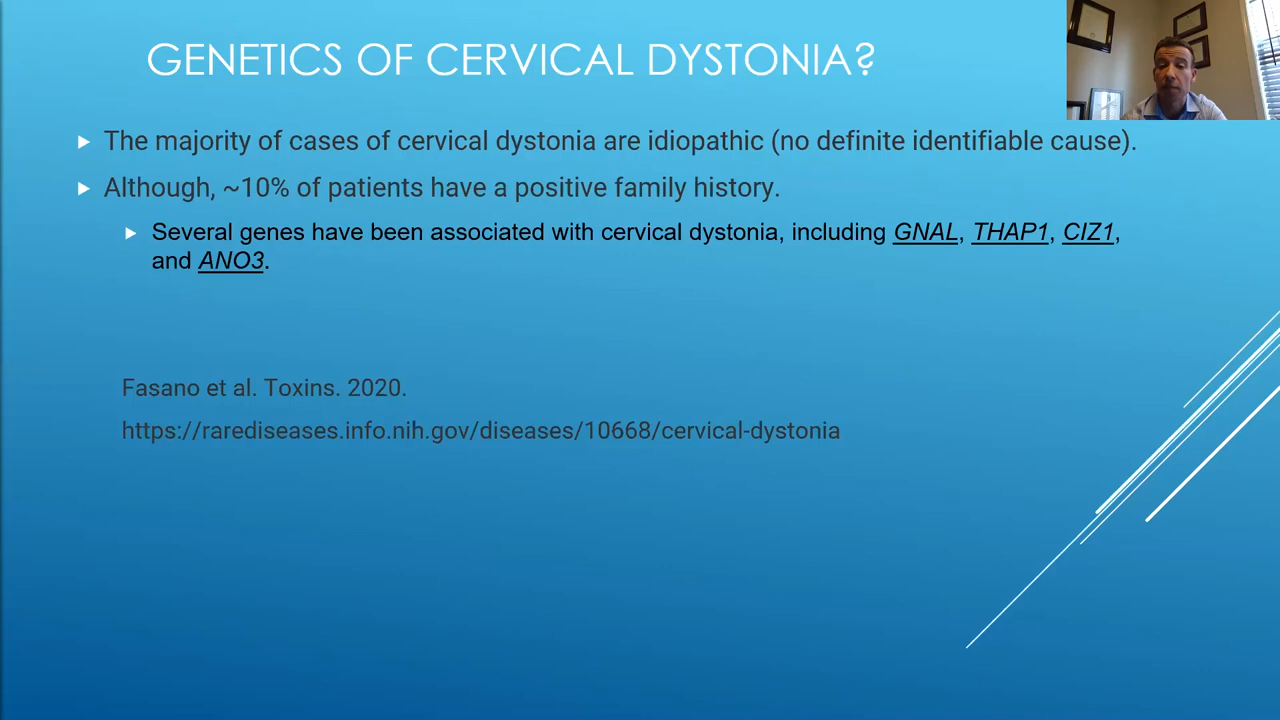 GENETICS OF CERVICAL DYSTONIA?
The majority of cases of cervical dystonia are idiopathic (no definite identifiable cause).
Although, ~10% of patients have a positive family history.
Several genes have been associated with cervical dystonia, including GNAL, THAP1, CIZ1,
and ANO3.
Fasano et al. Toxins. 2020.
https://rarediseases.info.nih.gov/diseases/10668/cervical-dystonia